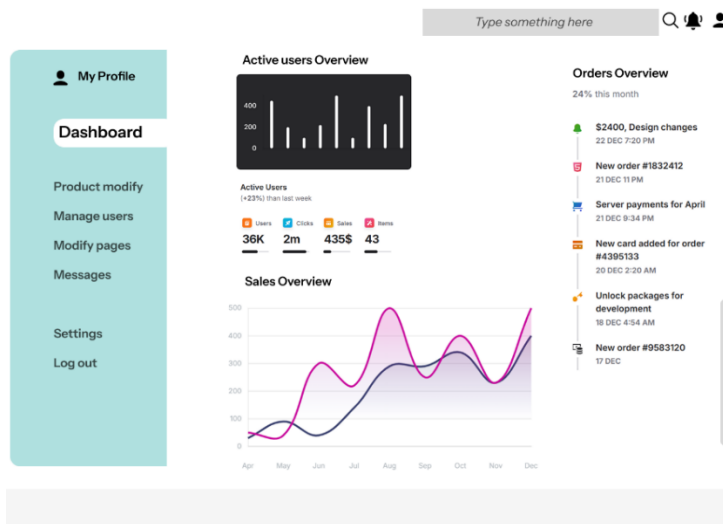 Type something here
My Profile
Dashboard
Product modify
Manage users
Modify pages
Messages
Settings
Log out
Active users Overview
400
200
0
Active Users
(+23%) than last week
Users
Clicks
Sales
Items
36K
2m
435$
43
Sales Overview
500
400
300
200
100
0
Apr
May
Jun
Jul
Aug
Sep
Oct
Nov
Dec
Orders Overview
24% this month
$2400, Design changes
22 DEC 7:20 PM
New order #1832412
21 DEC 11 PM
Server payments for April
21 DEC 9:34 PM
New card added for order
#4395133
20 DEC 2:20 AM
Unlock packages for
development
18 DEC 4:54 AM
New order #9583120
17 DEC